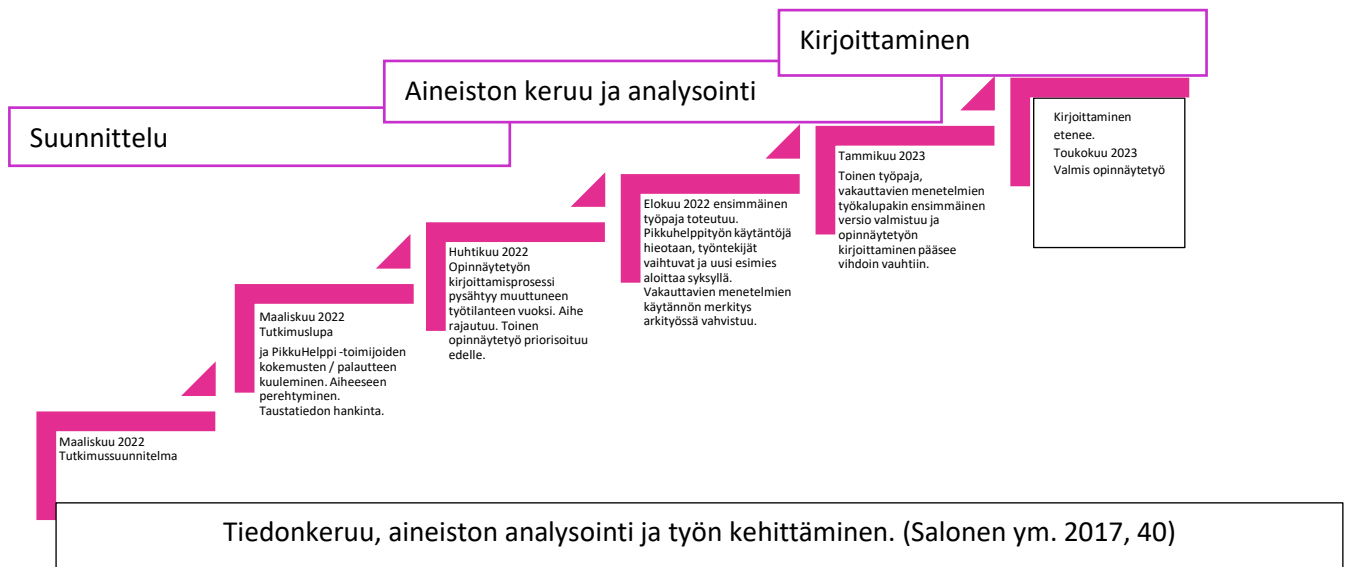 Kirjoittaminen
Aineiston keruu ja analysointi
Suunnittelu
Maaliskuu 2022
Tutkimussuunnitelma
Maaliskuu 2022
Tutkimuslupa
ja PikkuHelppi -toimijoiden
kokemusten / palautteen
kuuleminen. Aiheeseen
perehtyminen.
Taustatiedon hankinta.
Huhtikuu 2022
Opinnäytetyön
kirjoittamisprosessi
pysähtyy muuttuneen
työtilanteen vuoksi. Aihe
rajautuu. Toinen
opinnäytetyö priorisoituu
edelle.
Elokuu 2022 ensimmäinen
työpaja toteutuu.
Pikkuhelppityön käytäntöjä
hieotaan, työntekijät
vaihtuvat ja uusi esimies
aloittaa syksyllä.
Vakauttavien menetelmien
käytännön merkitys
arkityössä vahvistuu.
Tammikuu 2023
Toinen työpaja,
vakauttavien menetelmien
työkalupakin ensimmäinen
versio valmistuu ja
opinnäytetyön
kirjoittaminen pääsee
vihdoin vauhtiin.
Kirjoittaminen
etenee.
Toukokuu 2023
Valmis opinnäytetyö
Tiedonkeruu, aineiston analysointi ja työn kehittäminen. (Salonen ym. 2017, 40)